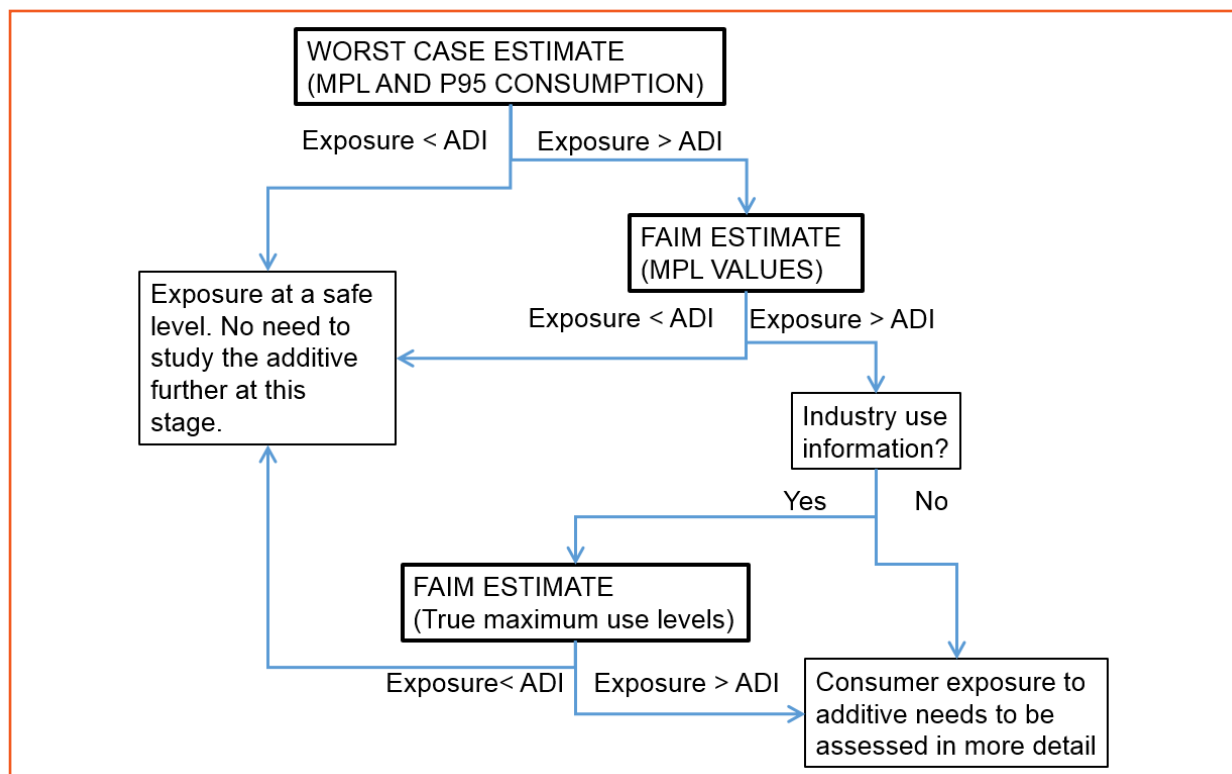 WORST CASE ESTIMATE
(MPL AND P95 CONSUMPTION)
Exposure < ADI
Exposure > ADI
FAIM ESTIMATE
(MPL VALUES)
Exposure < ADI
Exposure > ADI
Exposure at a safe
level. No need to
study the additive
further at this
stage.
Industry use
information?
Yes
No
FAIM ESTIMATE
(True maximum use levels)
Exposure< ADI
Exposure > ADI
Consumer exposure to
additive needs to be
assessed in more detail